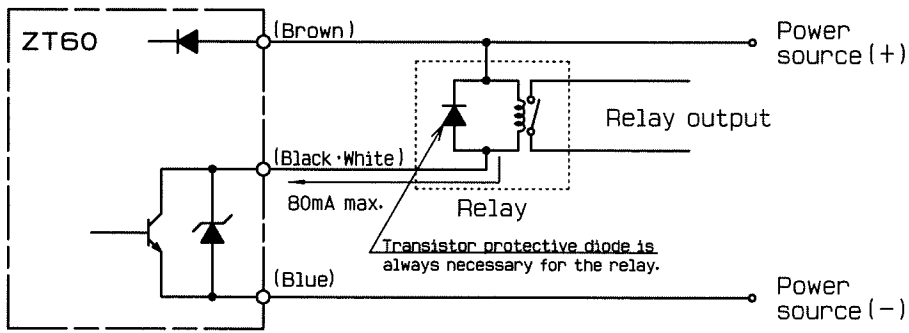 ZT60
(Brown)
Power
source(+)
Relay output
(Black·White)
80mA max.
Relay
Transistor protective diode is
always necessary for the relay.
(Blue)
Power
source(-)